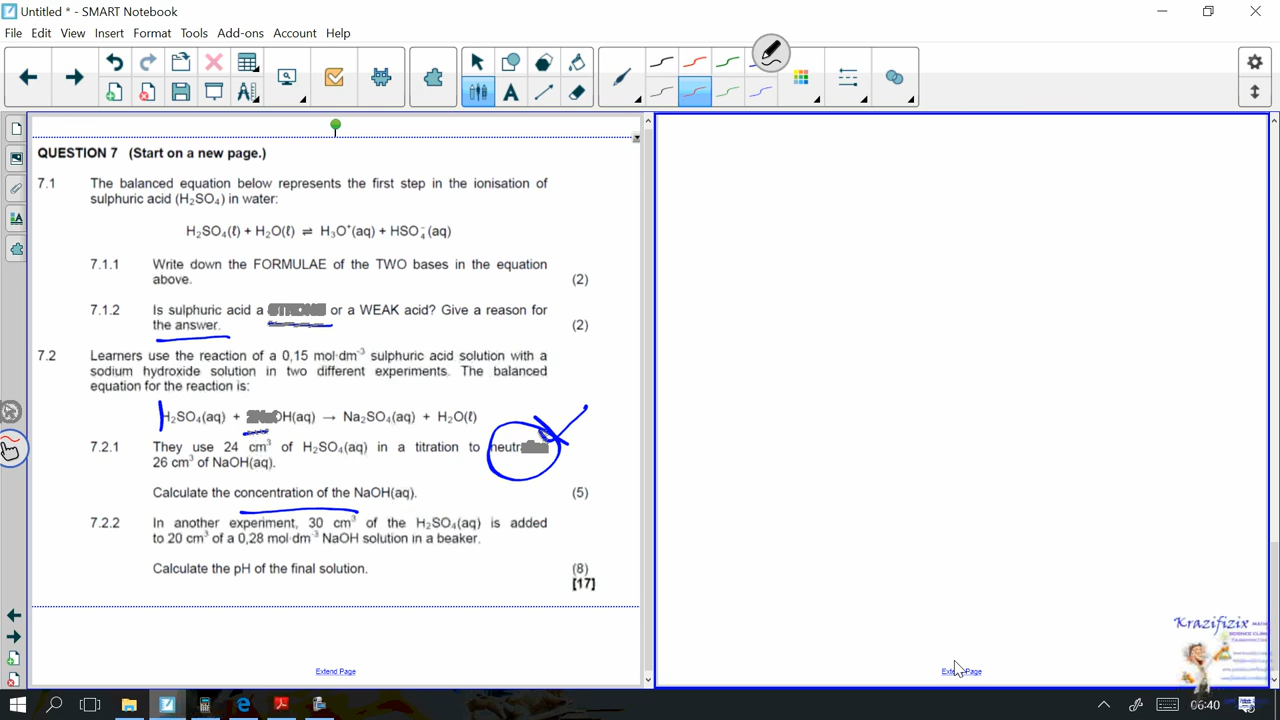 Untitled * - SMART Notebook
File Edit View Insert Format Tools Add-ons Account Help
QUESTION 7 (Start on a new page.)
7.1 The balanced equation below represents the first step in the ionisation of
sulphuric acid (H₂SO₄) in water:
H₂SO₄(ℓ) + H₂O(ℓ) ⇌ H₃O⁺(aq) + HSO₄⁻(aq)
7.1.1 Write down the FORMULAE of the TWO bases in the equation
above. (2)
7.1.2 Is sulphuric acid a STRONG or a WEAK acid? Give a reason for
the answer. (2)
7.2 Learners use the reaction of a 0,15 mol·dm⁻³ sulphuric acid solution with a
sodium hydroxide solution in two different experiments. The balanced
equation for the reaction is:
H₂SO₄(aq) + 2NaOH(aq) → Na₂SO₄(aq) + H₂O(ℓ)
7.2.1 They use 24 cm³ of H₂SO₄(aq) in a titration to
26 cm³ of NaOH(aq).
Calculate the concentration of the NaOH(aq). (5)
7.2.2 In another experiment, 30 cm³ of the H₂SO₄(aq) is added
to 20 cm³ of a 0,28 mol·dm⁻³ NaOH solution in a beaker.
Calculate the pH of the final solution. (8)
[17]
Extend Page
Krazifizix
06:40